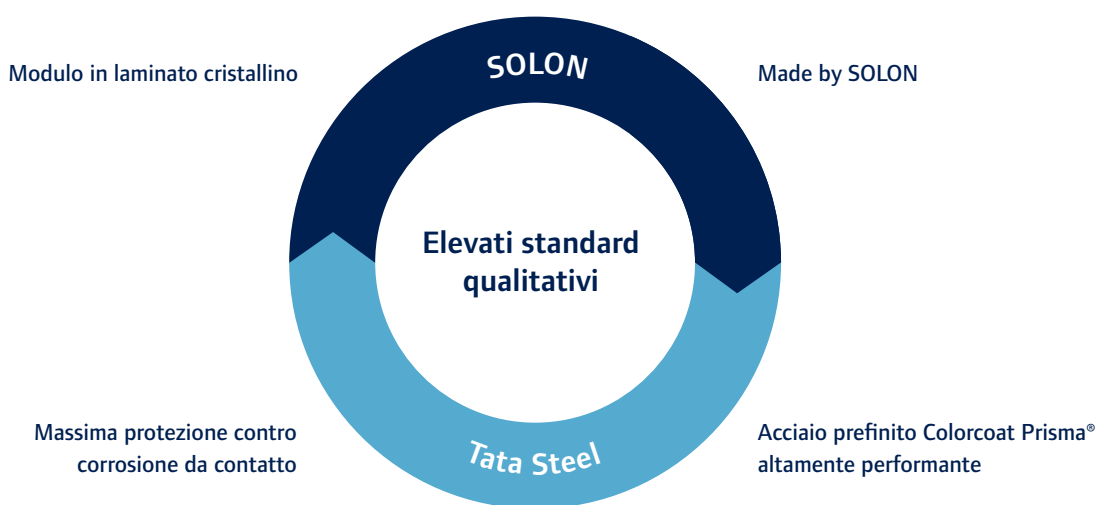 SOLON
Modulo in laminato cristallino
Made by SOLON
Elevati standard
qualitativi
Massima protezione contro
corrosione da contatto
Acciaio prefinito Colorcoat Prisma®
altamente performante
Tata Steel